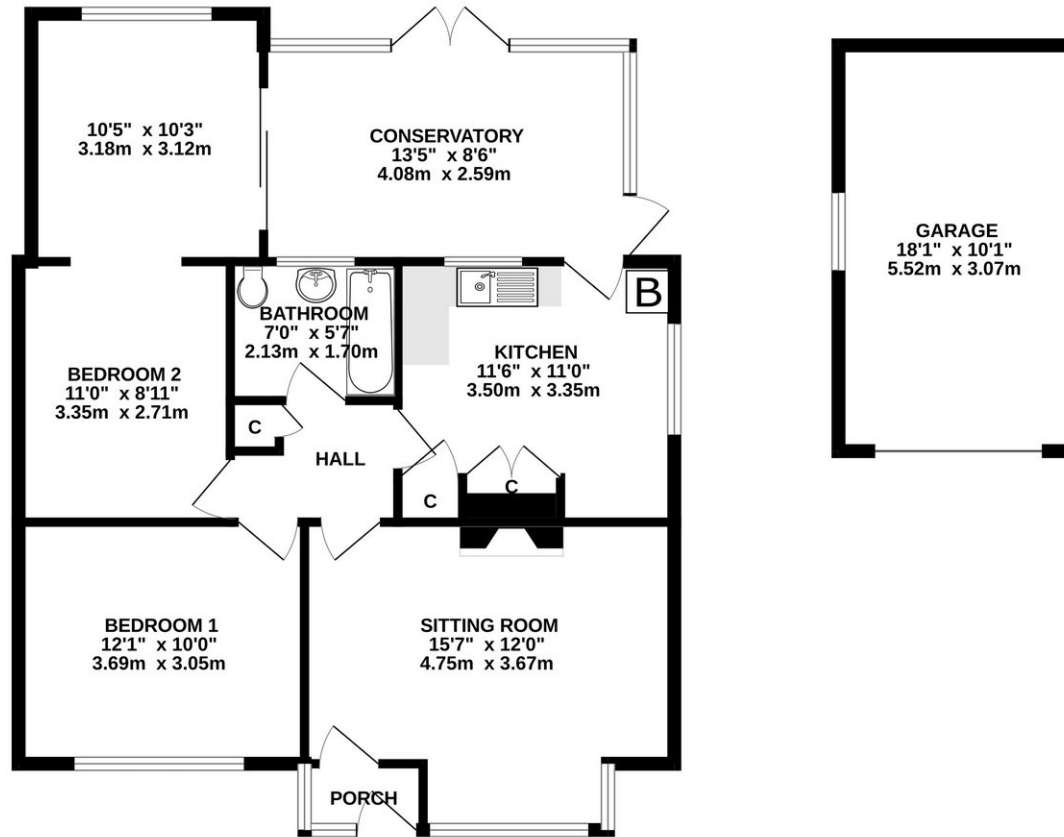 10'5" x 10'3"
3.18m x 3.12m
CONSERVATORY
13'5" x 8'6"
4.08m x 2.59m
GARAGE
18'1" x 10'1"
5.52m x 3.07m
B
BATHROOM
7'0" x 5'7"
2.13m x 1.70m
KITCHEN
11'6" x 11'0"
3.50m x 3.35m
BEDROOM 2
11'0" x 8'11"
3.35m x 2.71m
C
HALL
C
C
BEDROOM 1
12'1" x 10'0"
3.69m x 3.05m
SITTING ROOM
15'7" x 12'0"
4.75m x 3.67m
PORCH